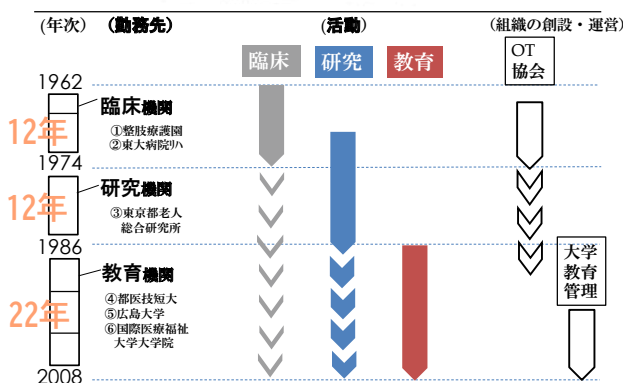 (年次) (勤務先) (活動) (組織の創設・運営)
臨床 研究 教育
OT
協会
1962
臨床機関
12年
①整肢療護園
②東大病院リハ
1974
研究機関
12年
③東京都老人
総合研究所
1986
大学
教育
管理
教育機関
22年
④都医技短大
⑤広島大学
⑥国際医療福祉
大学大学院
2008